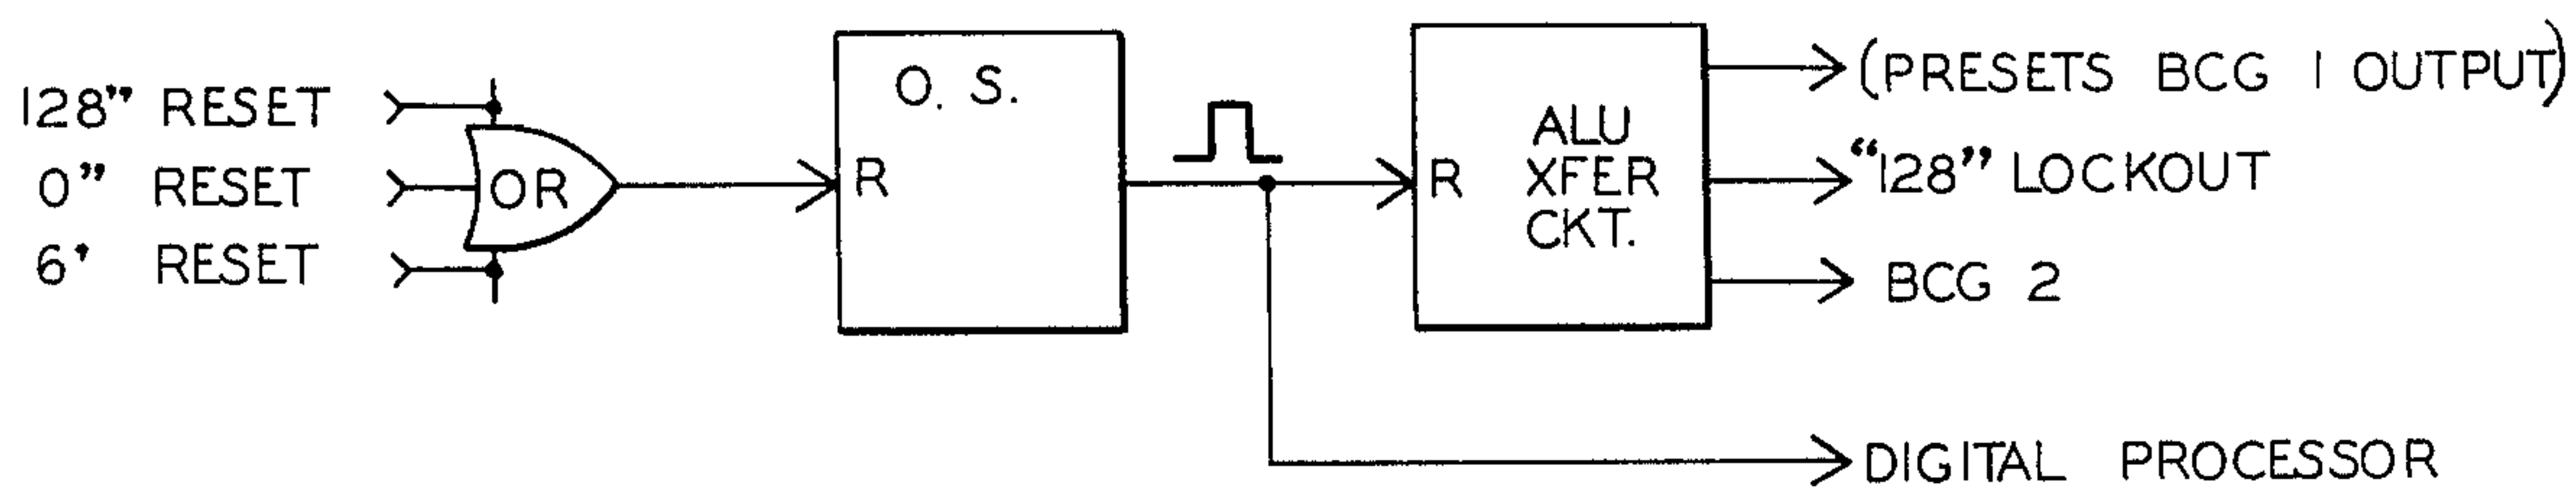 128” RESET
0” RESET
6' RESET
OR
O. S.
R
R
ALU
XFER
CKT.
(PRESETS BCG 1 OUTPUT)
“128” LOCKOUT
BCG 2
DIGITAL PROCESSOR